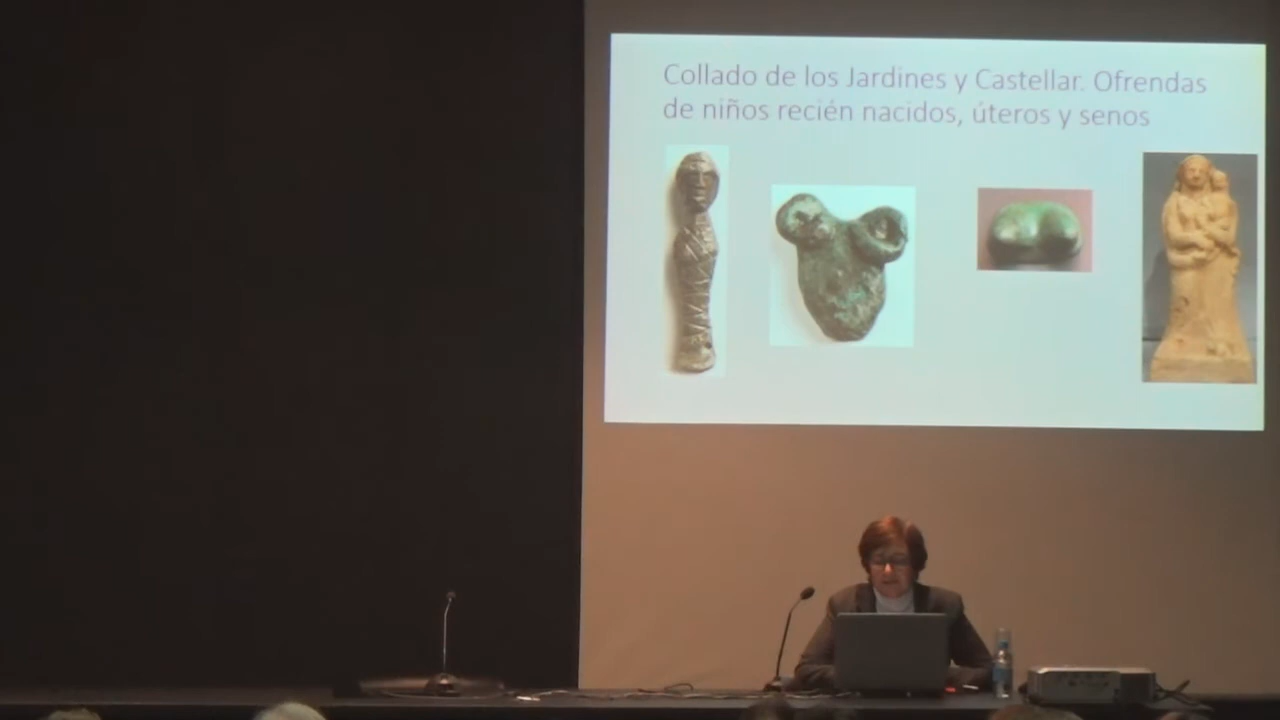 Collado de los Jardines y Castellar. Ofrendas
de niños recién nacidos, úteros y senos